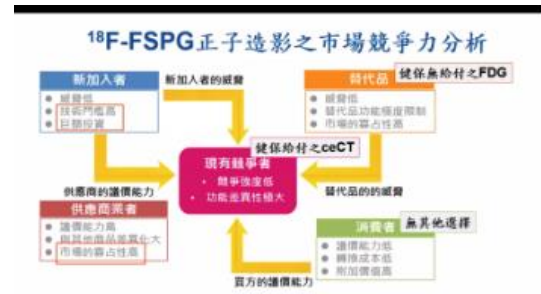 ¹⁸F-FSPG正子造影之市場競爭力分析
新加入者
威脅低
技術門檻高
巨額投資
新加入者的威脅
替代品
健保無給付之FDG
威脅低
替代品功能極度限制
市場的寡占性高
健保給付之ceCT
現有競爭者
競爭強度低
功能差異性極大
供應商的議價能力
替代品的的威脅
供應商業者
議價能力高
與其他商品差異化大
市場的寡占性高
消費者
無其他選擇
議價能力低
轉換成本低
附加價值高
買方的議價能力